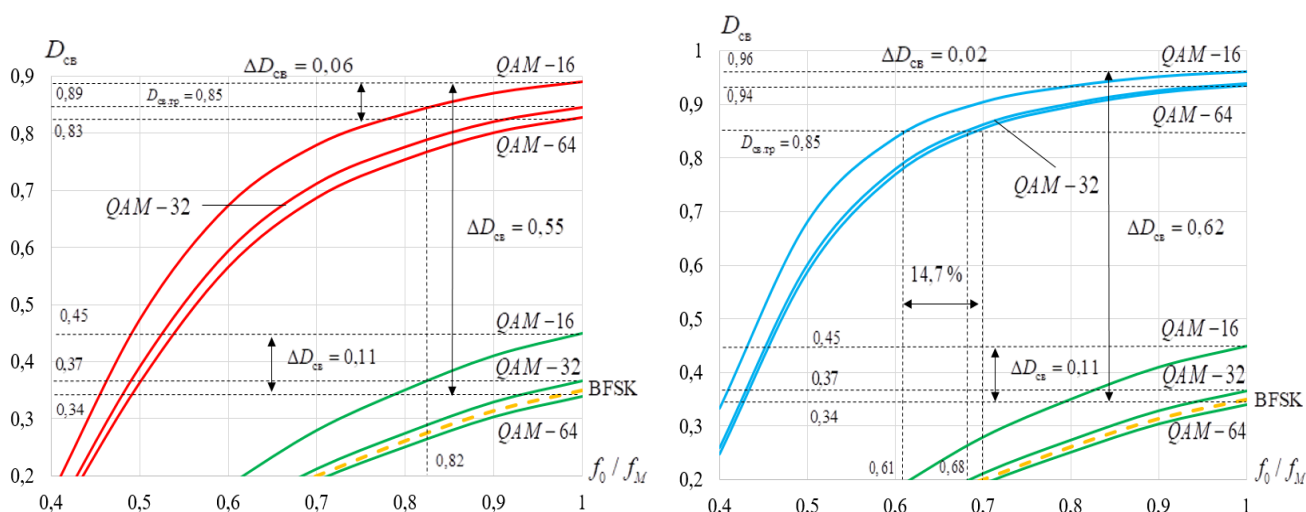 D_св
0,9
ΔD_св = 0,06
QAM−16
0,89
D_св.тр = 0,85
0,8
0,83
QAM−64
0,7
QAM−32
0,6
ΔD_св = 0,55
0,5
0,45
QAM−16
0,4
0,37
ΔD_св = 0,11
QAM−32
BFSK
0,3
0,34
QAM−64
0,82
f_0 / f_M
0,2
0,4 0,5 0,6 0,7 0,8 0,9 1
D_св
1
0,96
ΔD_св = 0,02
QAM−16
0,9
0,94
QAM−64
D_св.тр = 0,85
0,8
QAM−32
0,7
ΔD_св = 0,62
0,6
14,7 %
0,5
0,45
QAM−16
0,4
0,37
ΔD_св = 0,11
QAM−32
BFSK
0,34
0,3
QAM−64
0,61
0,68
f_0 / f_M
0,2
0,4 0,5 0,6 0,7 0,8 0,9 1